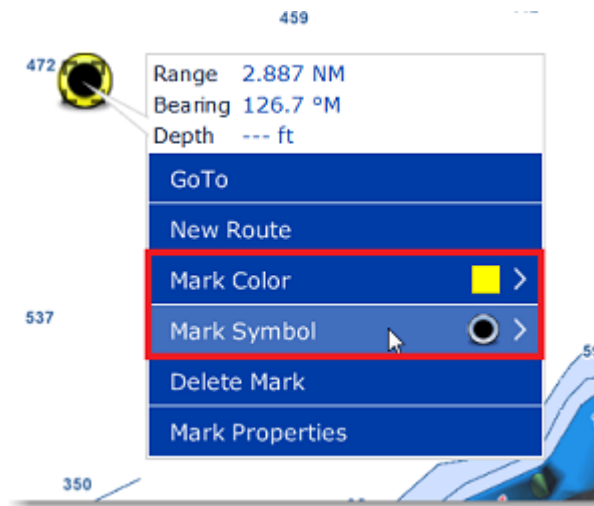 459
472
Range 2.887 NM
Bearing 126.7 °M
Depth --- ft
GoTo
New Route
Mark Color >
Mark Symbol >
537
Delete Mark
Mark Properties
350